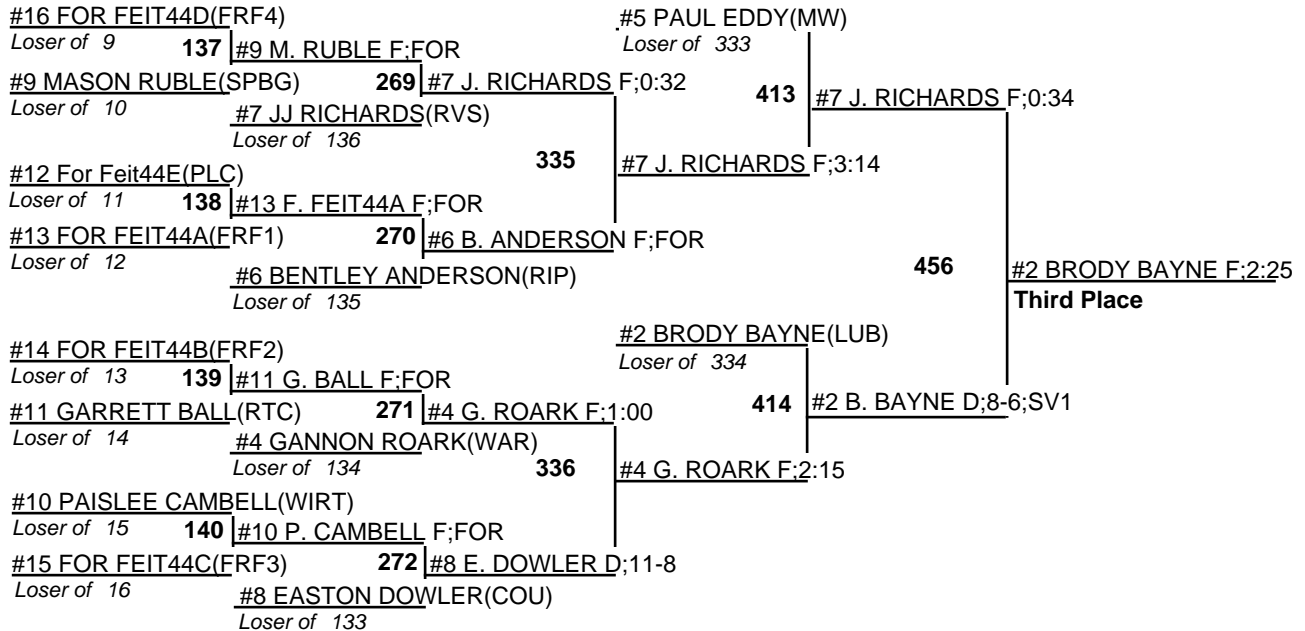 #16 FOR FEIT44D(FRF4)
#5 PAUL EDDY(MW)
Loser of 9
Loser of 333
137 #9 M. RUBLE F;FOR
#9 MASON RUBLE(SPBG)
269 #7 J. RICHARDS F;0:32
413 #7 J. RICHARDS F;0:34
Loser of 10
#7 JJ RICHARDS(RVS)
Loser of 136
335 #7 J. RICHARDS F;3:14
#12 For Feit44E(PLC)
Loser of 11
138 #13 F. FEIT44A F;FOR
#13 FOR FEIT44A(FRF1)
270 #6 B. ANDERSON F;FOR
Loser of 12
#6 BENTLEY ANDERSON(RIP)
Loser of 135
456 #2 BRODY BAYNE F;2:25
Third Place
#14 FOR FEIT44B(FRF2)
#2 BRODY BAYNE(LUB)
Loser of 13
Loser of 334
139 #11 G. BALL F;FOR
#11 GARRETT BALL(RTC)
271 #4 G. ROARK F;1:00
414 #2 B. BAYNE D;8-6;SV1
Loser of 14
#4 GANNON ROARK(WAR)
Loser of 134
336 #4 G. ROARK F;2:15
#10 PAISLEE CAMBELL(WIRT)
Loser of 15
140 #10 P. CAMBELL F;FOR
#15 FOR FEIT44C(FRF3)
272 #8 E. DOWLER D;11-8
Loser of 16
#8 EASTON DOWLER(COU)
Loser of 133